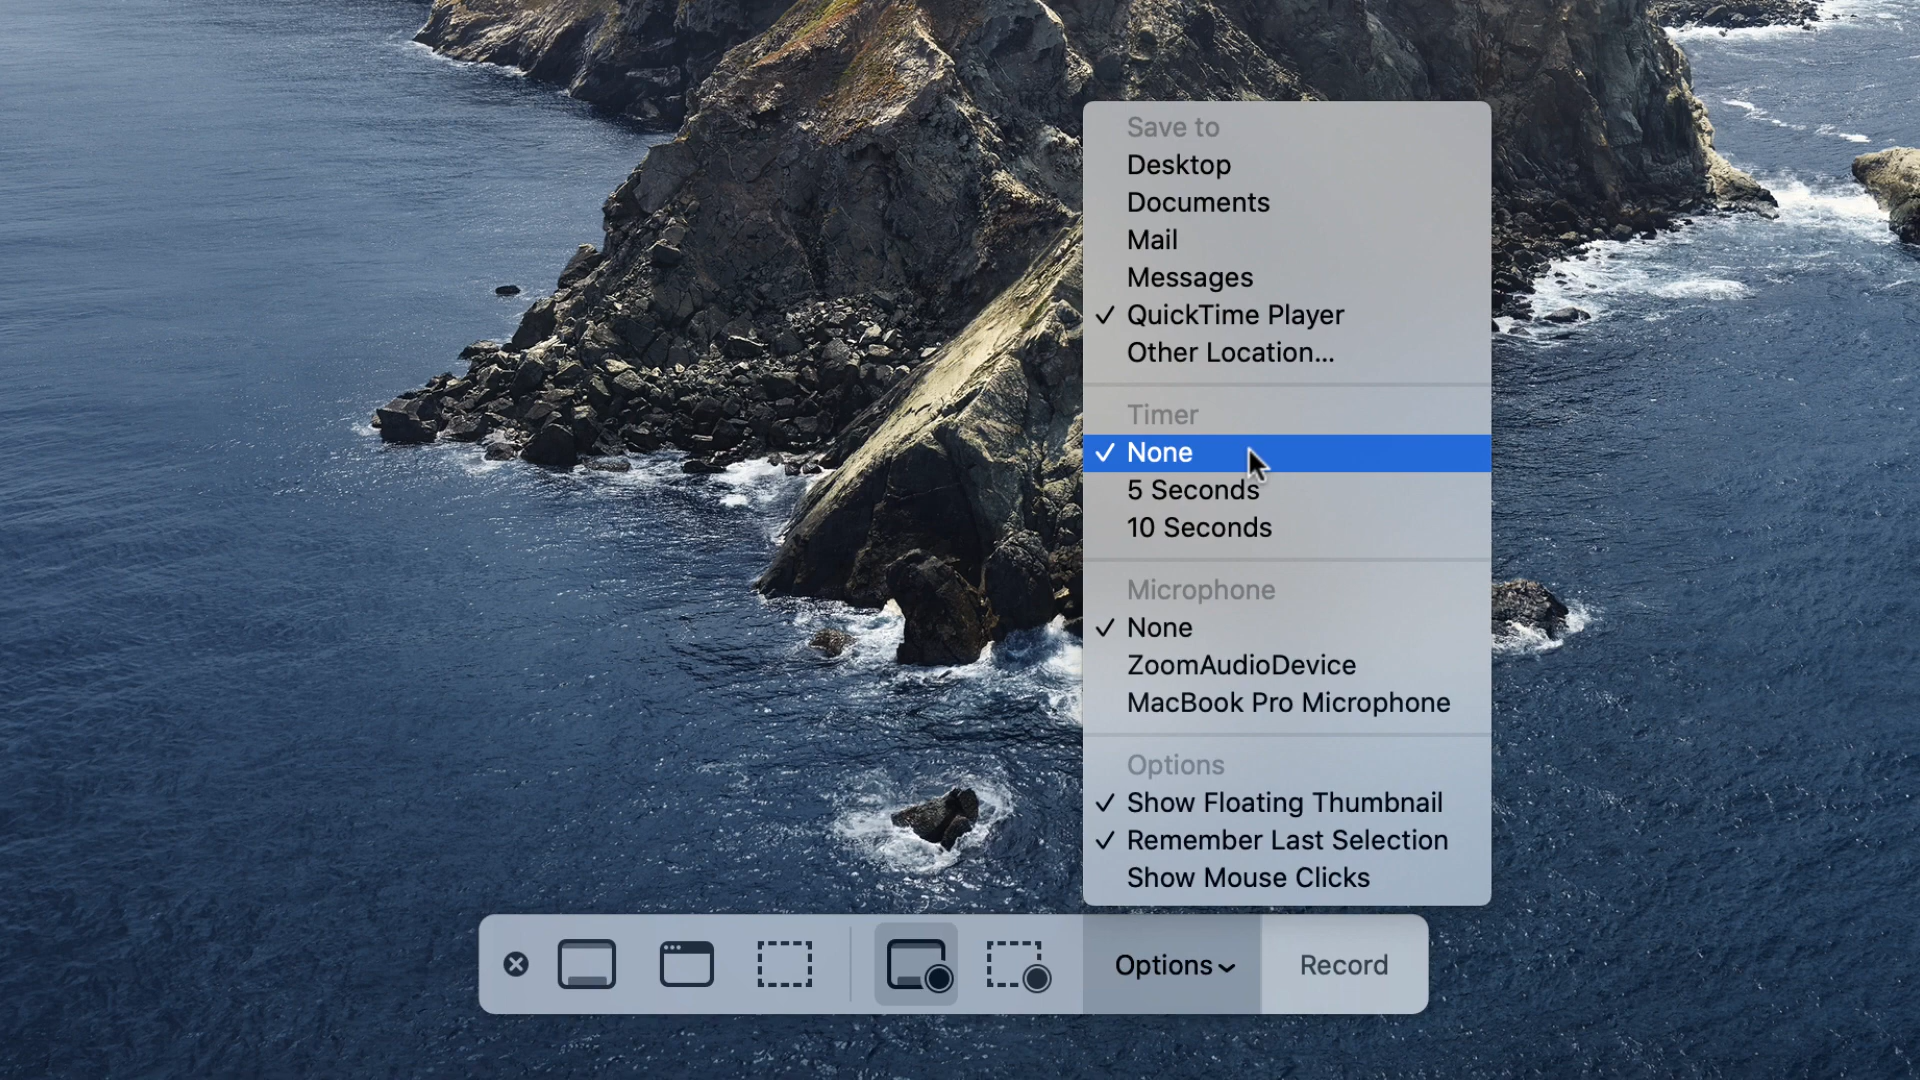 Save to
Desktop
Documents
Mail
Messages
✓ QuickTime Player
Other Location...
Timer
✓ None
5 Seconds
10 Seconds
Microphone
✓ None
ZoomAudioDevice
MacBook Pro Microphone
Options
✓ Show Floating Thumbnail
✓ Remember Last Selection
Show Mouse Clicks
Options
Record